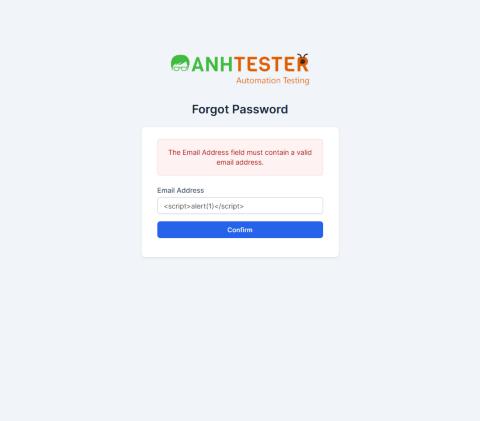 ANHTESTER
Automation Testing
Forgot Password
The Email Address field must contain a valid
email address.
Email Address
<script>alert(1)</script>
Confirm